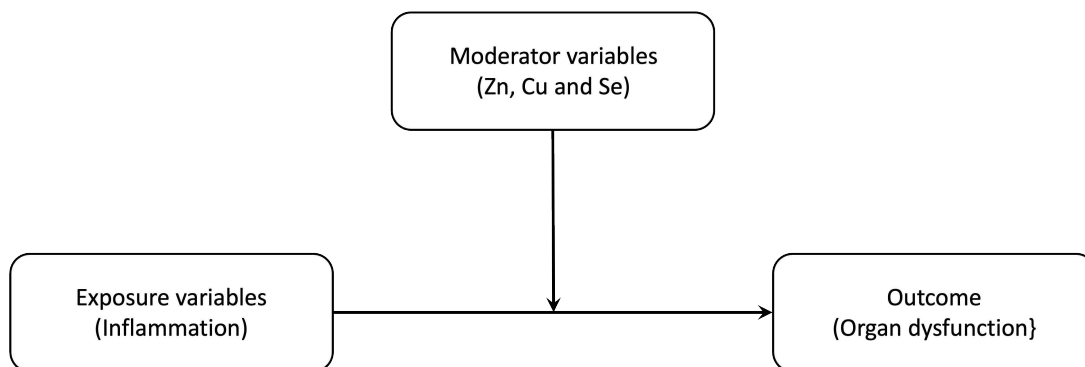 Moderator variables
(Zn, Cu and Se)
Exposure variables
(Inflammation)
Outcome
(Organ dysfunction}